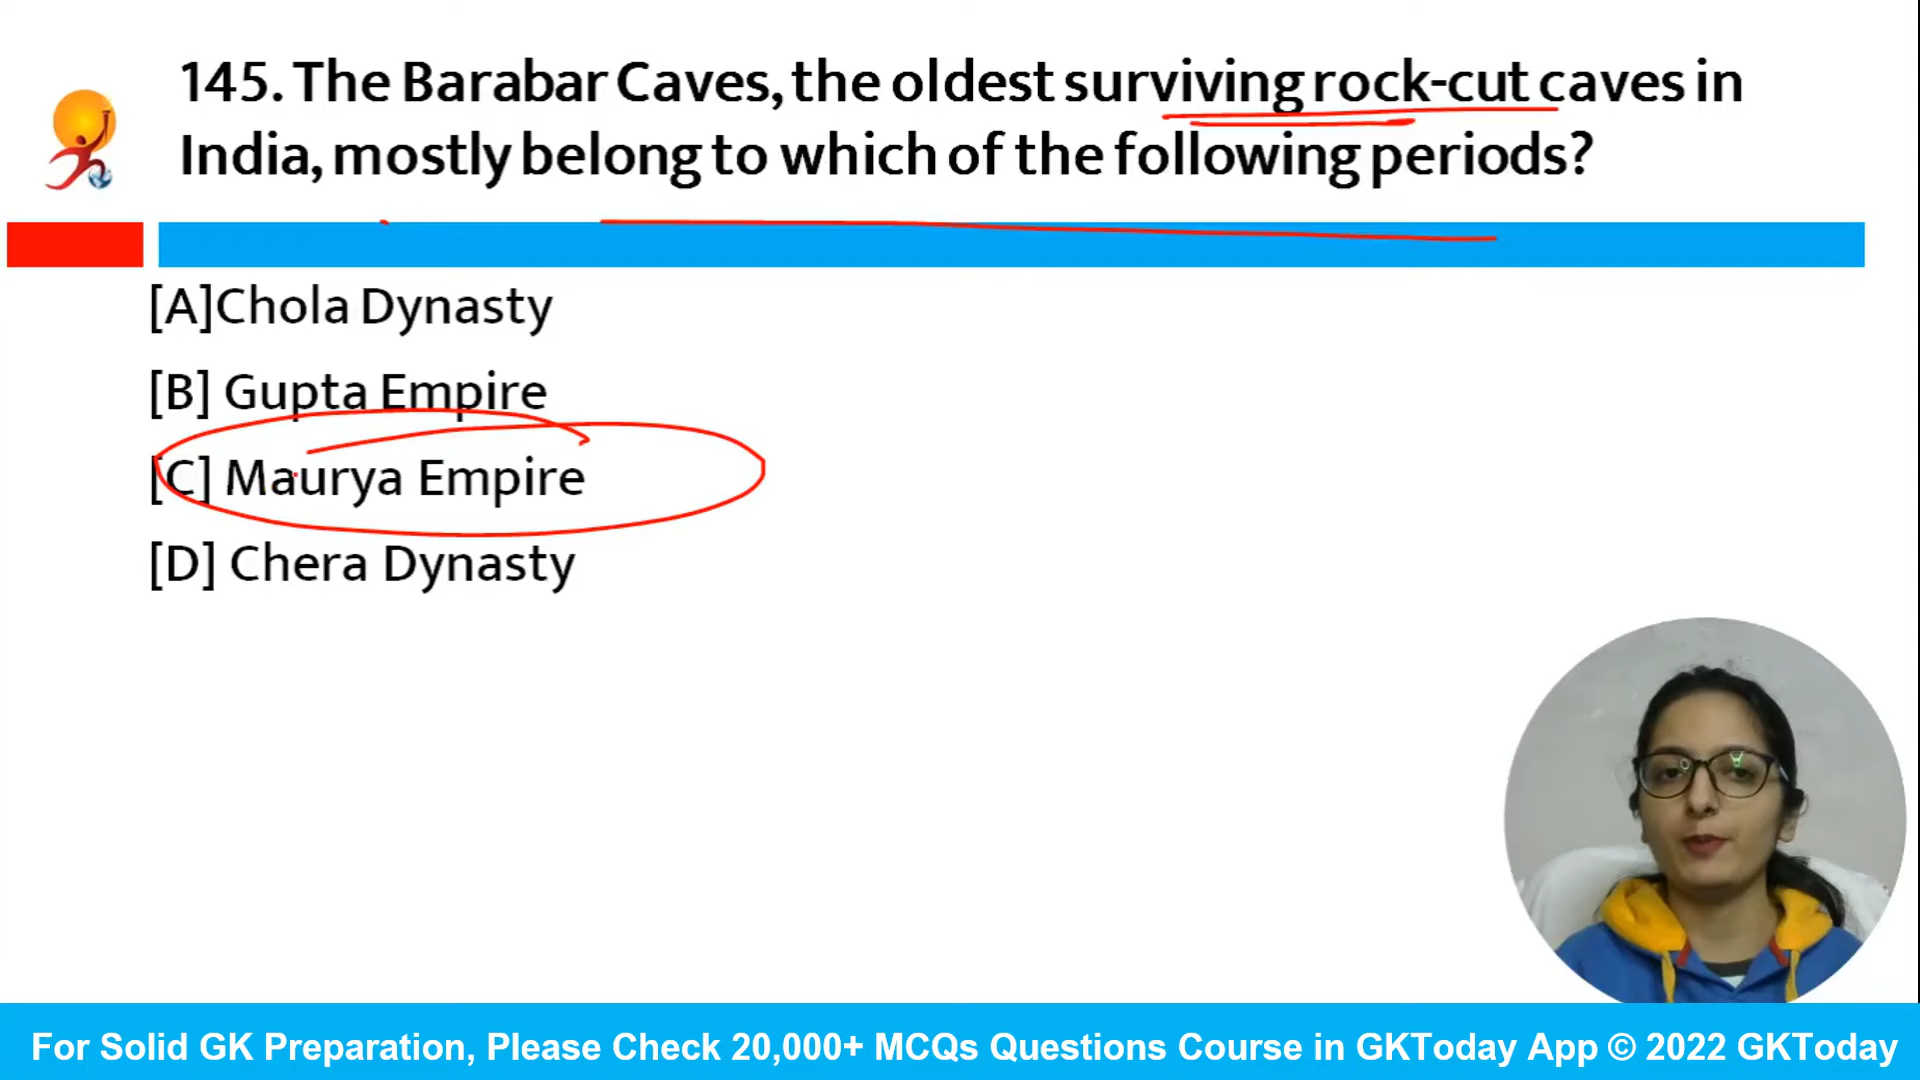 145. The Barabar Caves, the oldest surviving rock-cut caves in
India, mostly belong to which of the following periods?
[A]Chola Dynasty
[B] Gupta Empire
[C] Maurya Empire
[D] Chera Dynasty
For Solid GK Preparation, Please Check 20,000+ MCQs Questions Course in GKToday App © 2022 GKToday